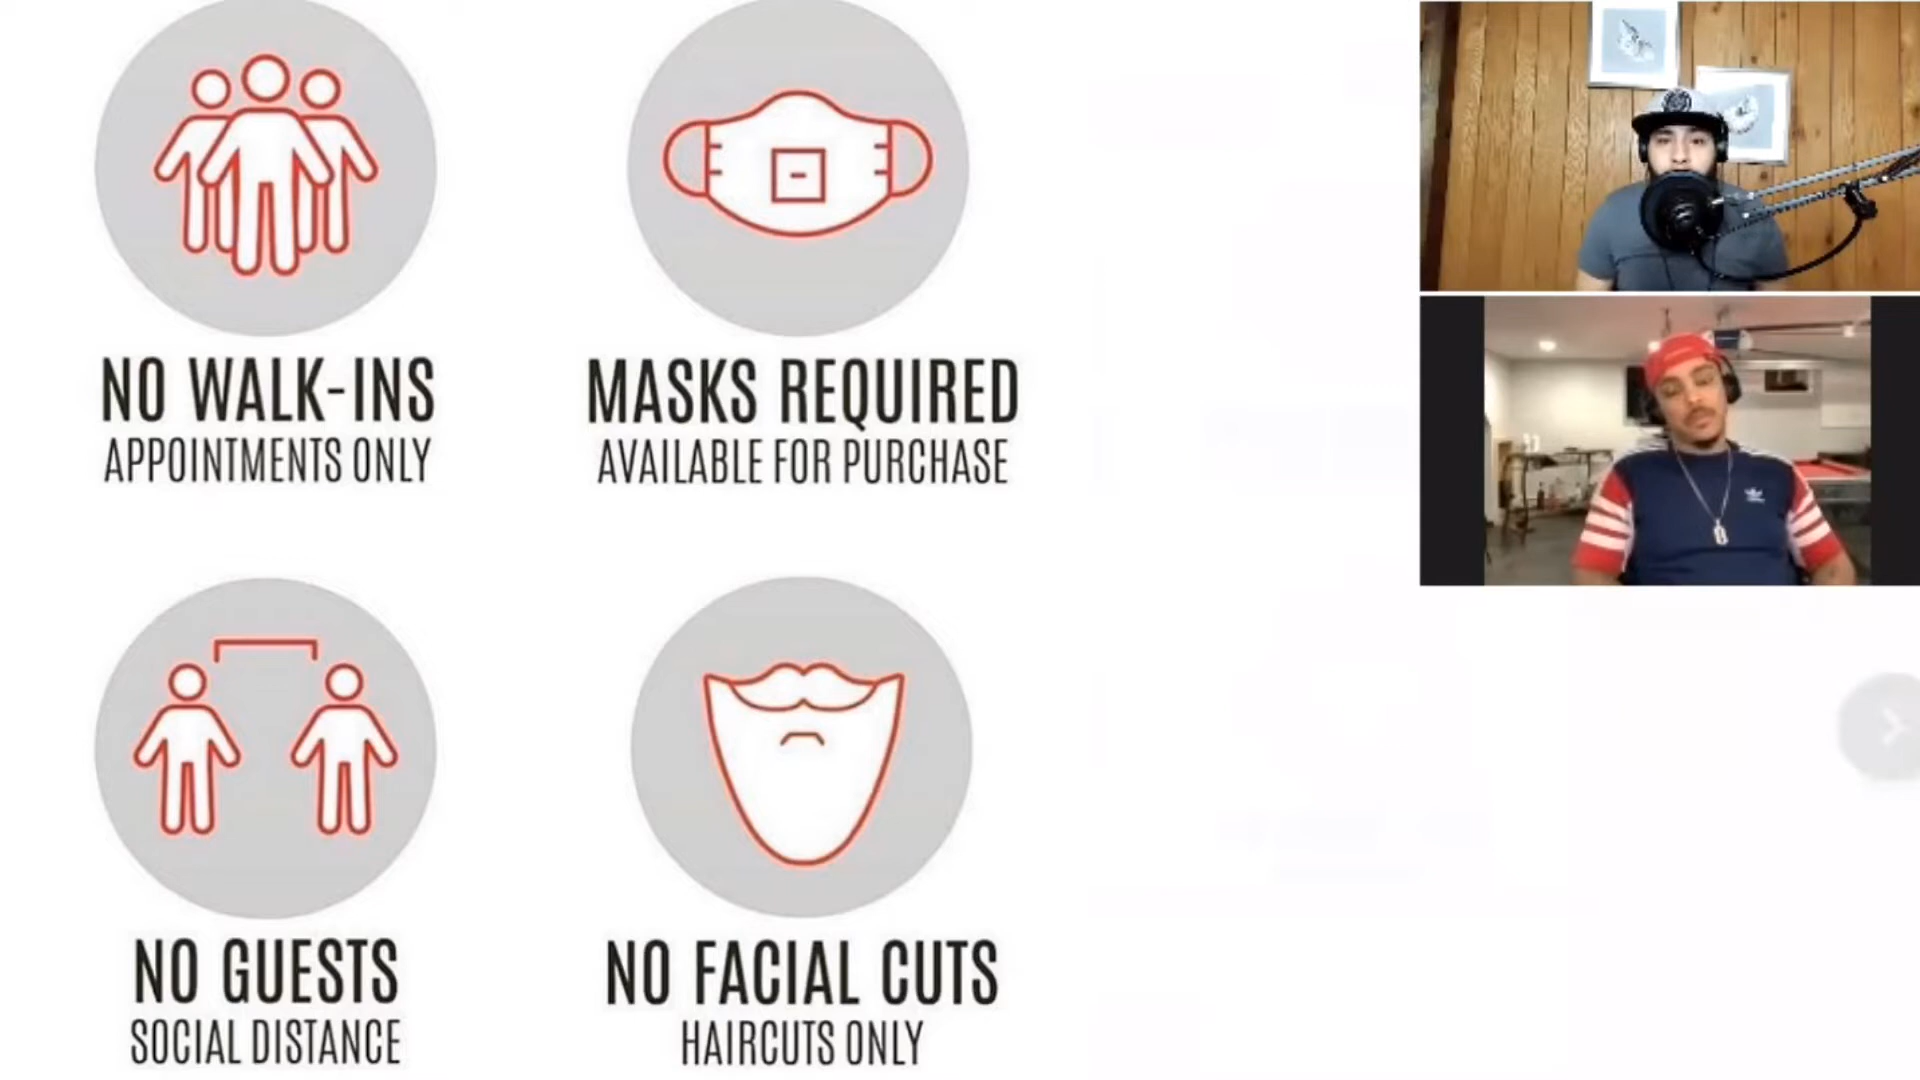 NO WALK-INS
APPOINTMENTS ONLY
MASKS REQUIRED
AVAILABLE FOR PURCHASE
NO GUESTS
SOCIAL DISTANCE
NO FACIAL CUTS
HAIRCUTS ONLY